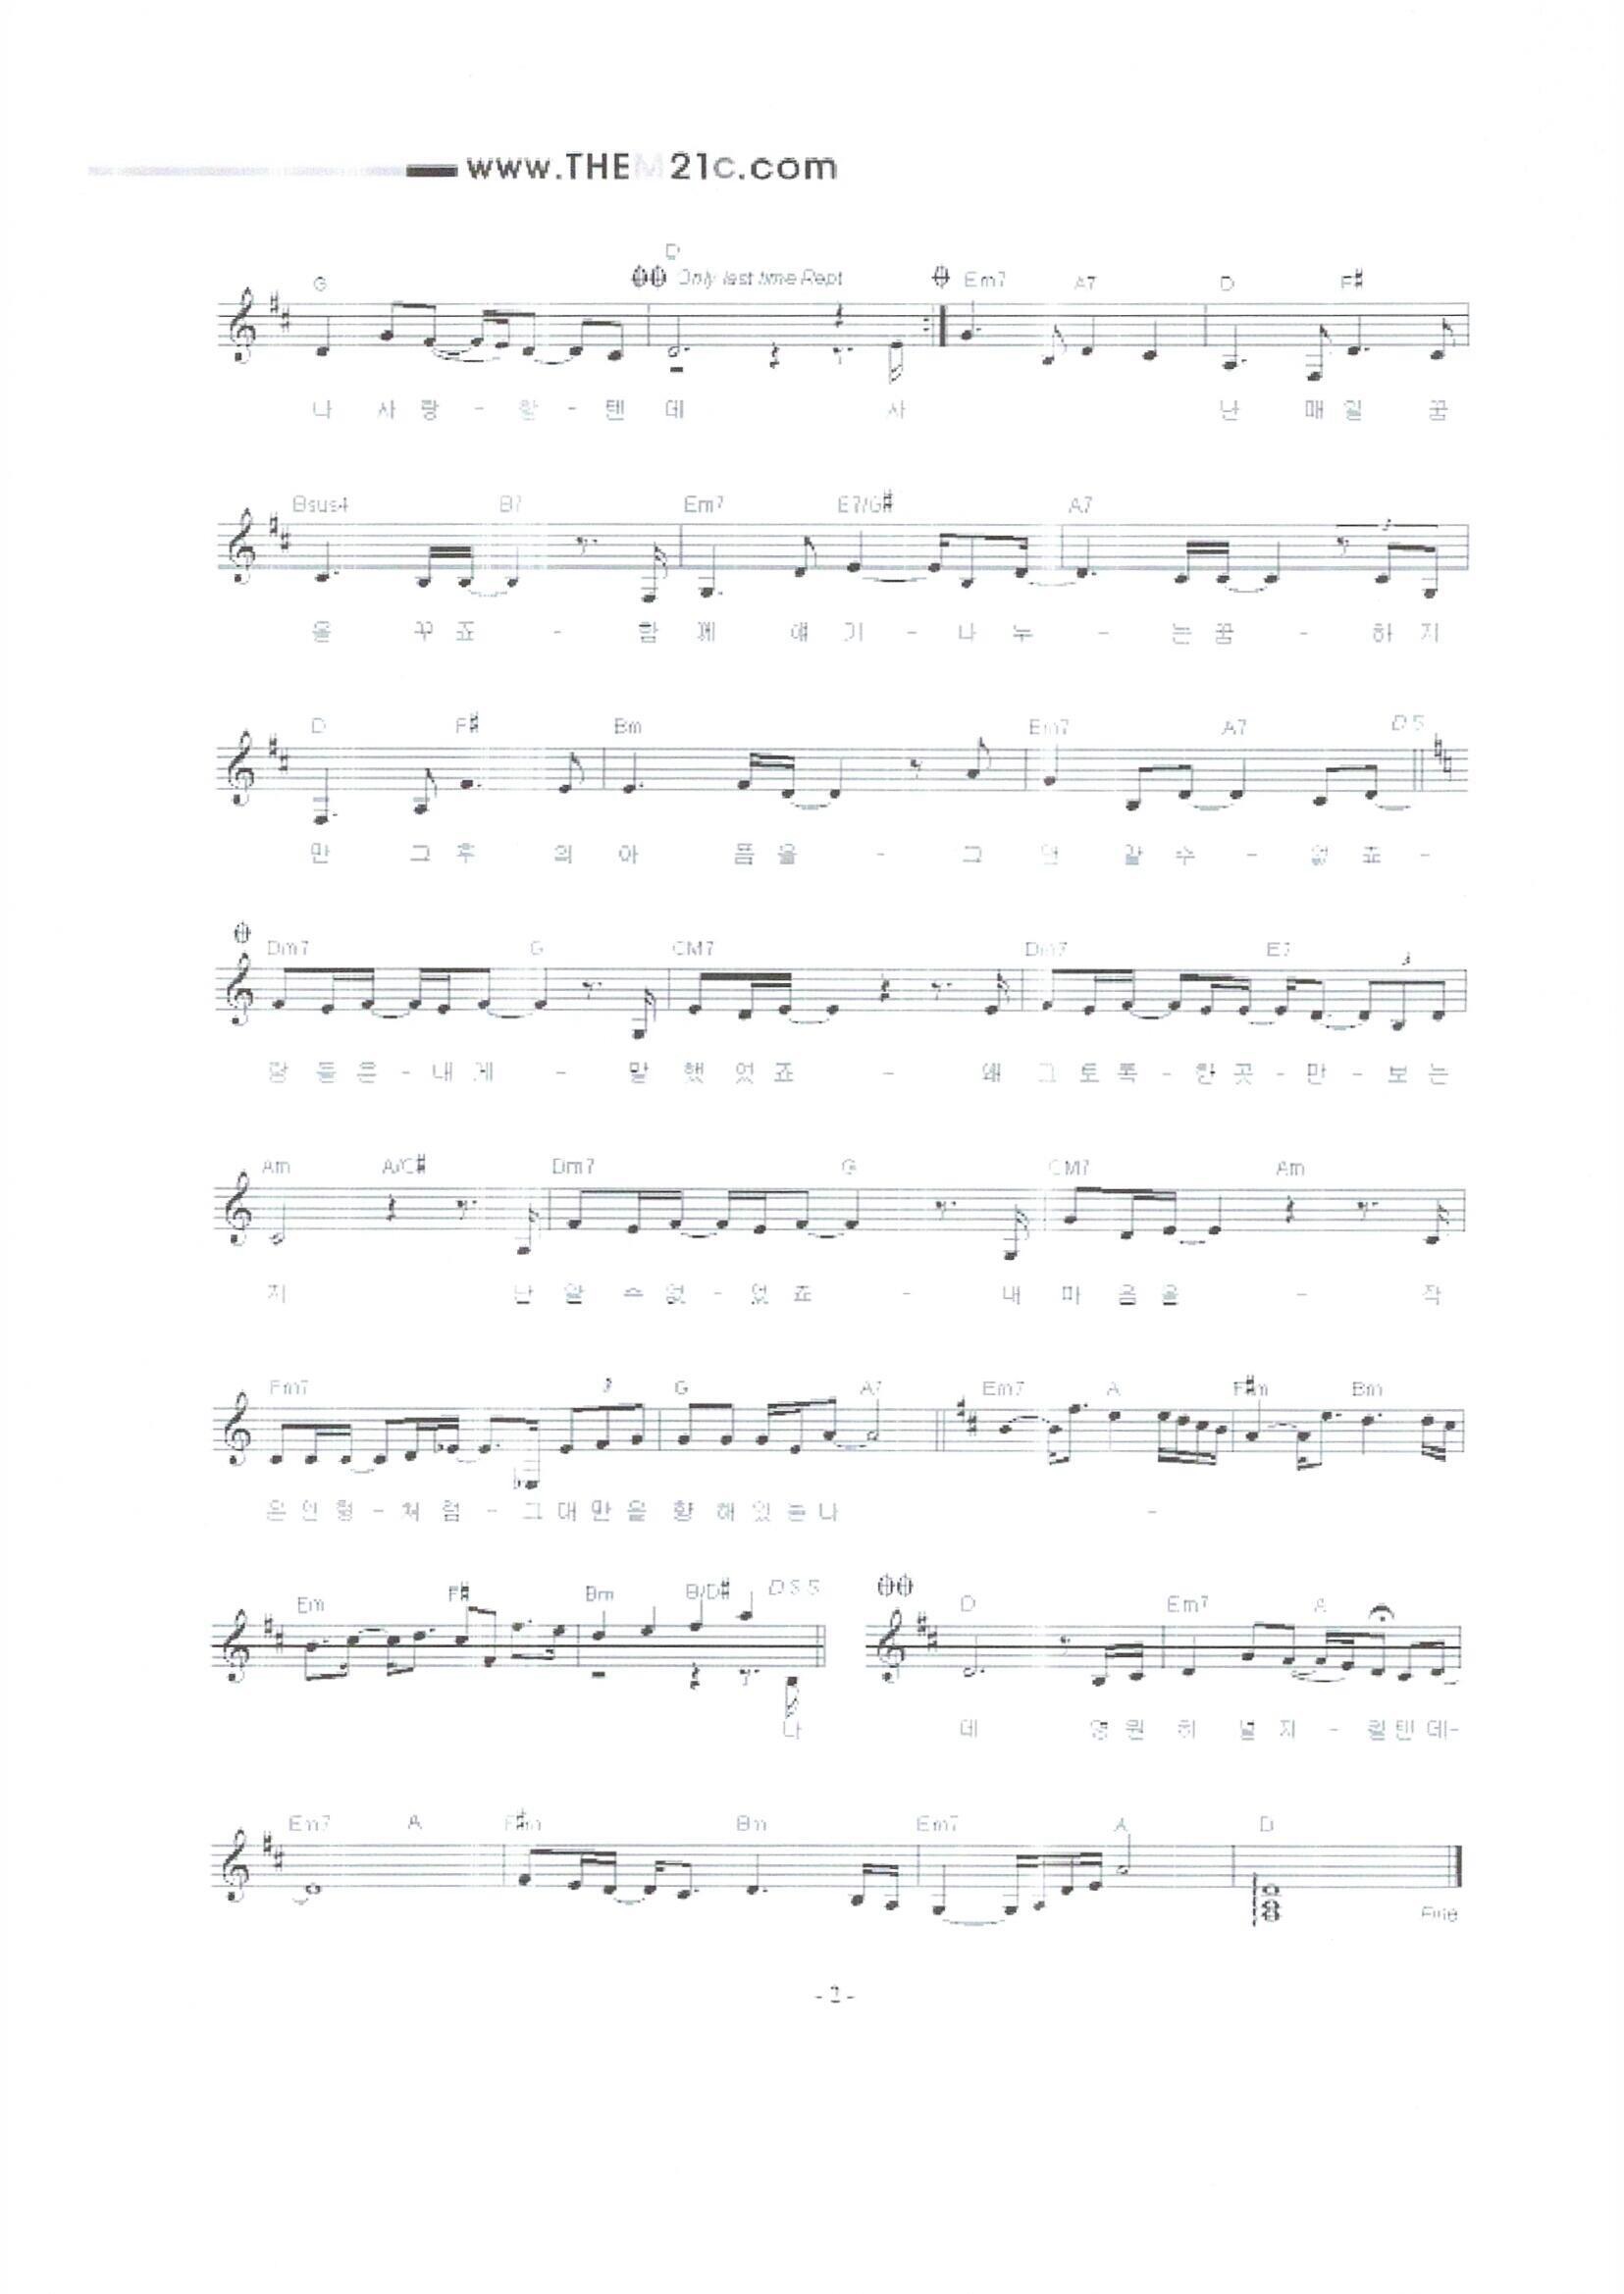 www.THEM21c.com
G D Only last time Rept Em7 A7 D F#
나 사 랑 - 할 - 텐 데 사 난 매 일 꿈
Bsus4 B7 Em7 E7/G# A7
을 꾸 죠 - 함 께 얘 기 - 나 누 - 는 꿈 - 하 지
D F# Bm Em7 A7 D.S
만 그 후 의 아 픔 을 - 그 알 수 - 없 죠 -
Dm7 G CM7 Dm7 E7 3
람 들 은 - 내 게 - 말 했 었 죠 - 왜 그 토 록 - 한 곳 - 만 - 보 는
Am A/C# Dm7 G CM7 Am
지 난 알 수 없 - 었 죠 - 내 마 음 을 - 작
Fm7 3 G A7 Em7 A F#m Bm
은 인 형 - 처 럼 - 그 대 만 을 향 해 있 는 나 -
Em F# Bm B/D# D.S.S D Em7 A
나 데 영 원 히 널 지 - 킬 텐 데-
Em7 A F#m Bm Em7 A D
Fine
- 2 -